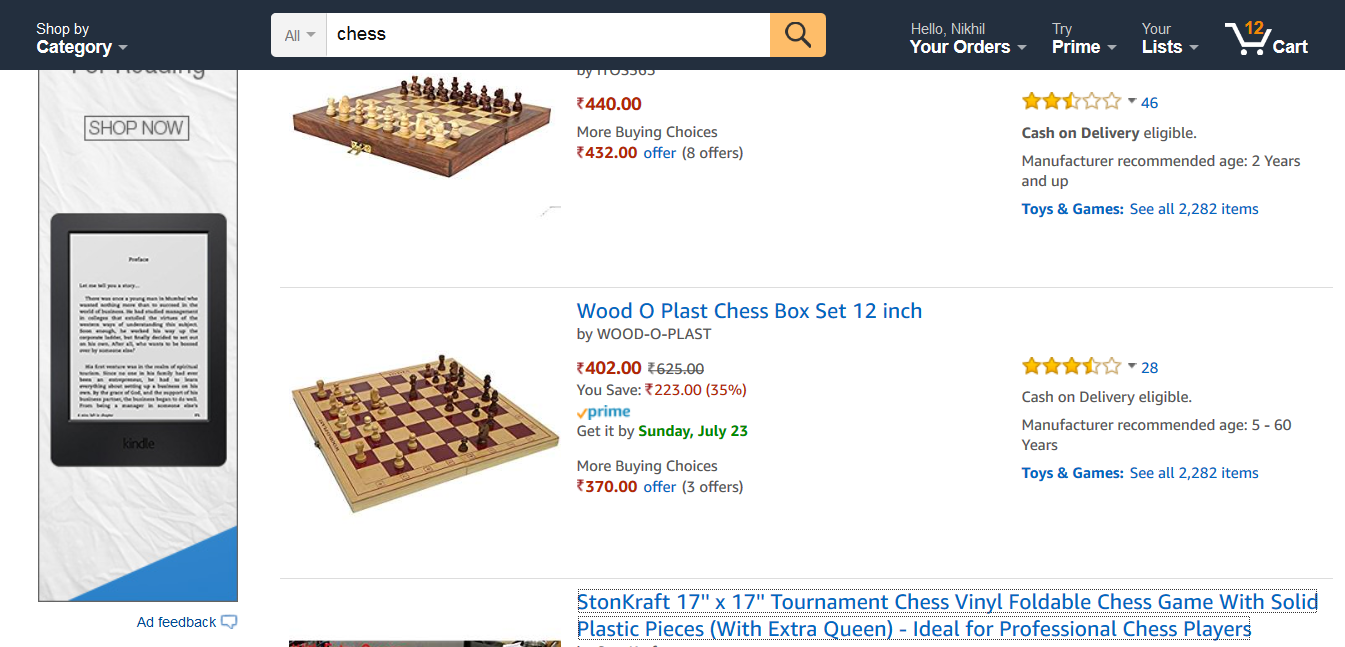 Shop by
Category
All
chess
Hello, Nikhil
Your Orders
Try
Prime
Your
Lists
12
Cart
For Reading
SHOP NOW
Preface
Let me tell you a story...
kindle
Ad feedback
by ITOS365
₹440.00
More Buying Choices
₹432.00 offer (8 offers)
46
Cash on Delivery eligible.
Manufacturer recommended age: 2 Years
and up
Toys & Games: See all 2,282 items
Wood O Plast Chess Box Set 12 inch
by WOOD-O-PLAST
₹402.00 ₹625.00
You Save: ₹223.00 (35%)
prime
Get it by Sunday, July 23
More Buying Choices
₹370.00 offer (3 offers)
28
Cash on Delivery eligible.
Manufacturer recommended age: 5 - 60
Years
Toys & Games: See all 2,282 items
StonKraft 17" x 17" Tournament Chess Vinyl Foldable Chess Game With Solid
Plastic Pieces (With Extra Queen) - Ideal for Professional Chess Players